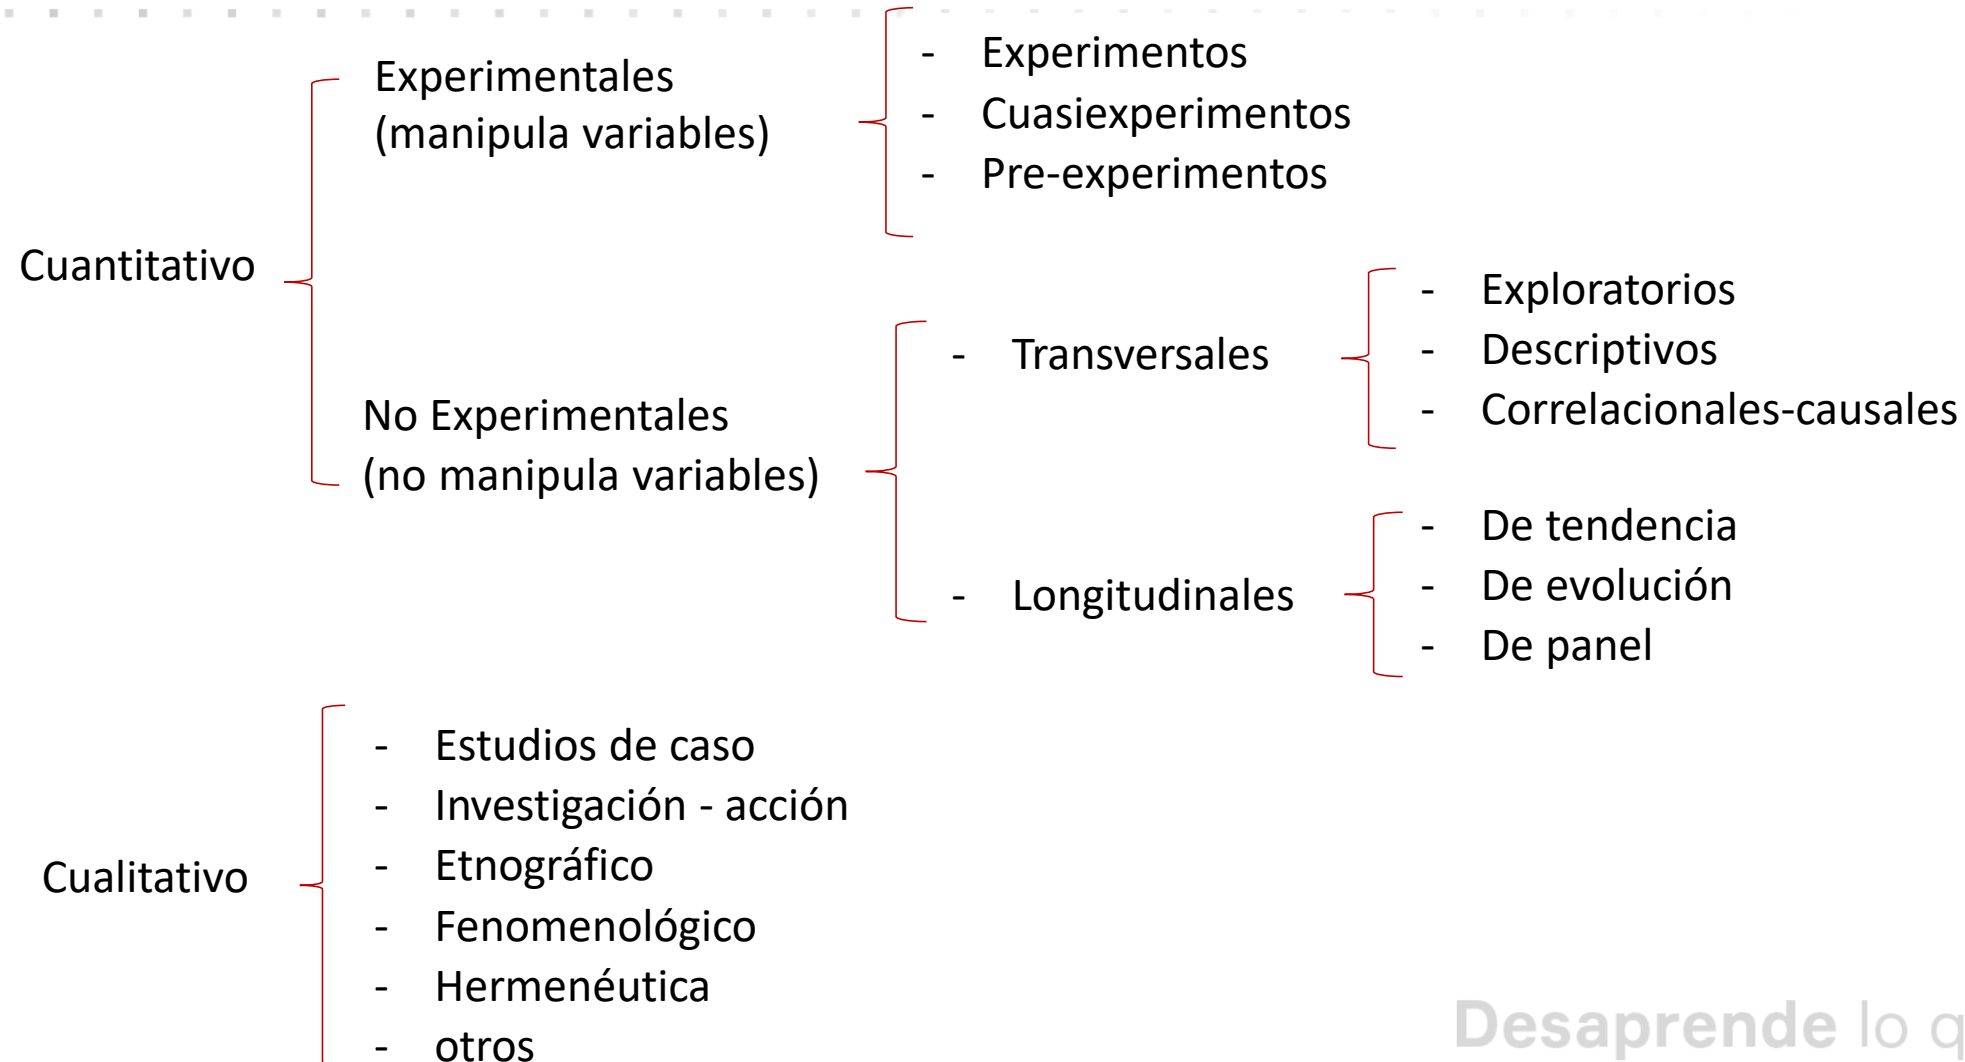 Cuantitativo
Experimentales
(manipula variables)
- Experimentos
- Cuasiexperimentos
- Pre-experimentos
No Experimentales
(no manipula variables)
- Transversales
- Exploratorios
- Descriptivos
- Correlacionales-causales
- Longitudinales
- De tendencia
- De evolución
- De panel
Cualitativo
- Estudios de caso
- Investigación - acción
- Etnográfico
- Fenomenológico
- Hermenéutica
- otros
Desaprende lo q